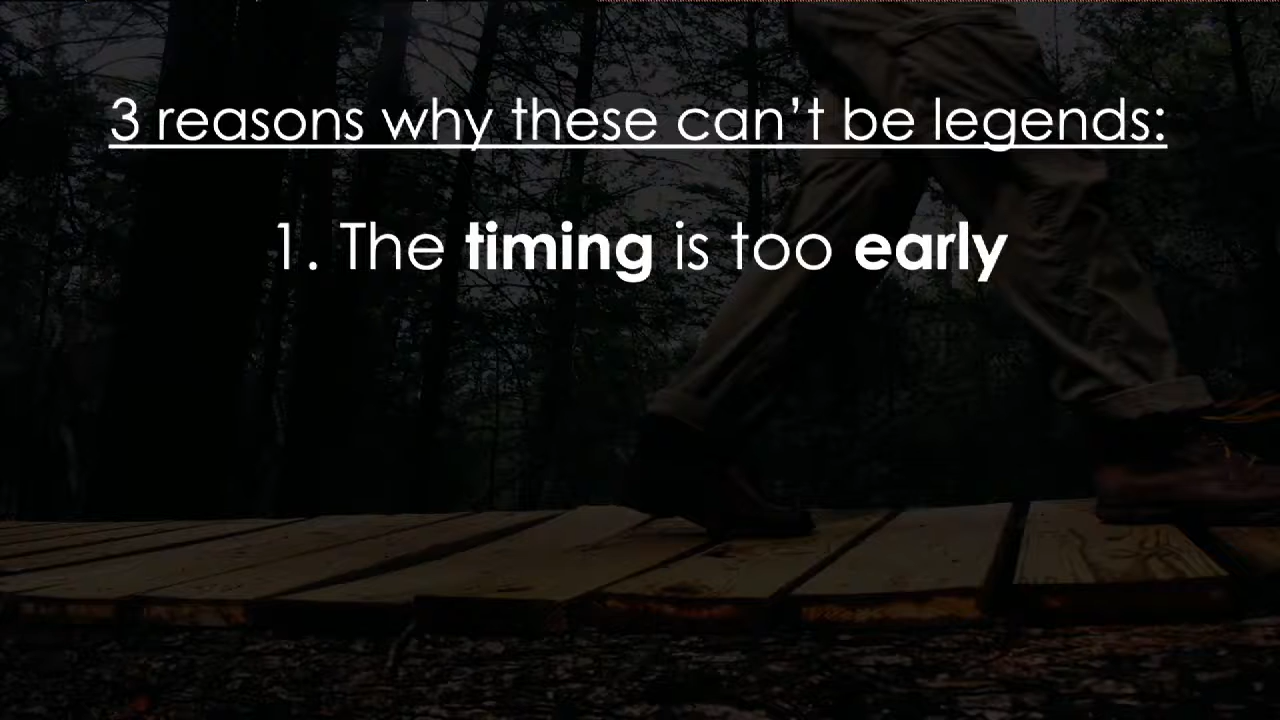 3 reasons why these can’t be legends:
1. The timing is too early